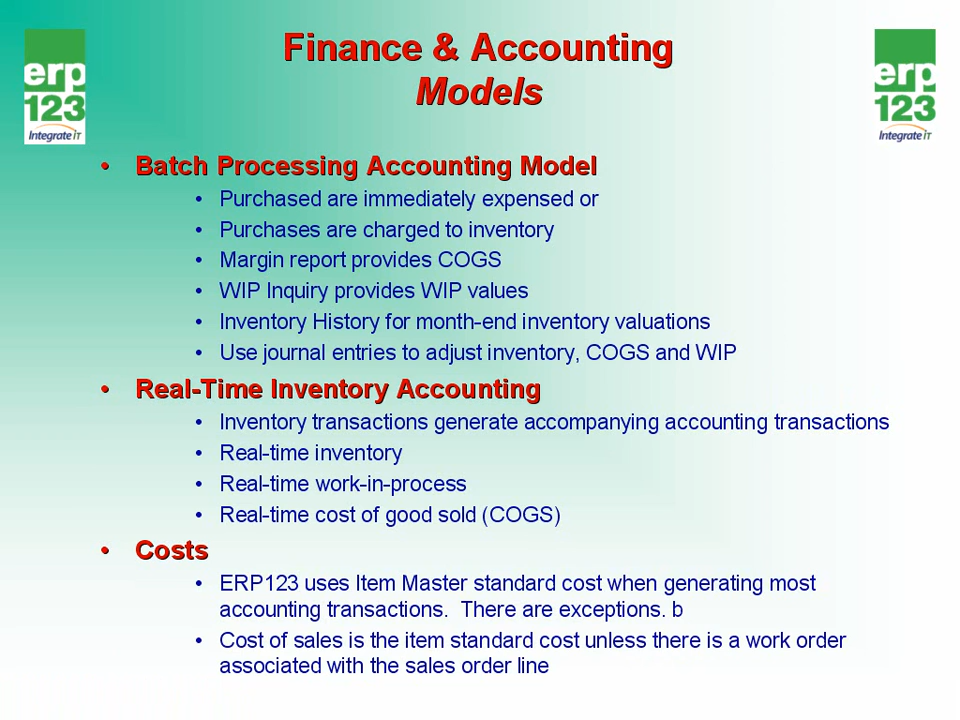 Finance & Accounting
Models
erp
123
Integrate iT
erp
123
Integrate iT
• Batch Processing Accounting Model
• Purchased are immediately expensed or
• Purchases are charged to inventory
• Margin report provides COGS
• WIP Inquiry provides WIP values
• Inventory History for month-end inventory valuations
• Use journal entries to adjust inventory, COGS and WIP
• Real-Time Inventory Accounting
• Inventory transactions generate accompanying accounting transactions
• Real-time inventory
• Real-time work-in-process
• Real-time cost of good sold (COGS)
• Costs
• ERP123 uses Item Master standard cost when generating most
accounting transactions.  There are exceptions. b
• Cost of sales is the item standard cost unless there is a work order
associated with the sales order line